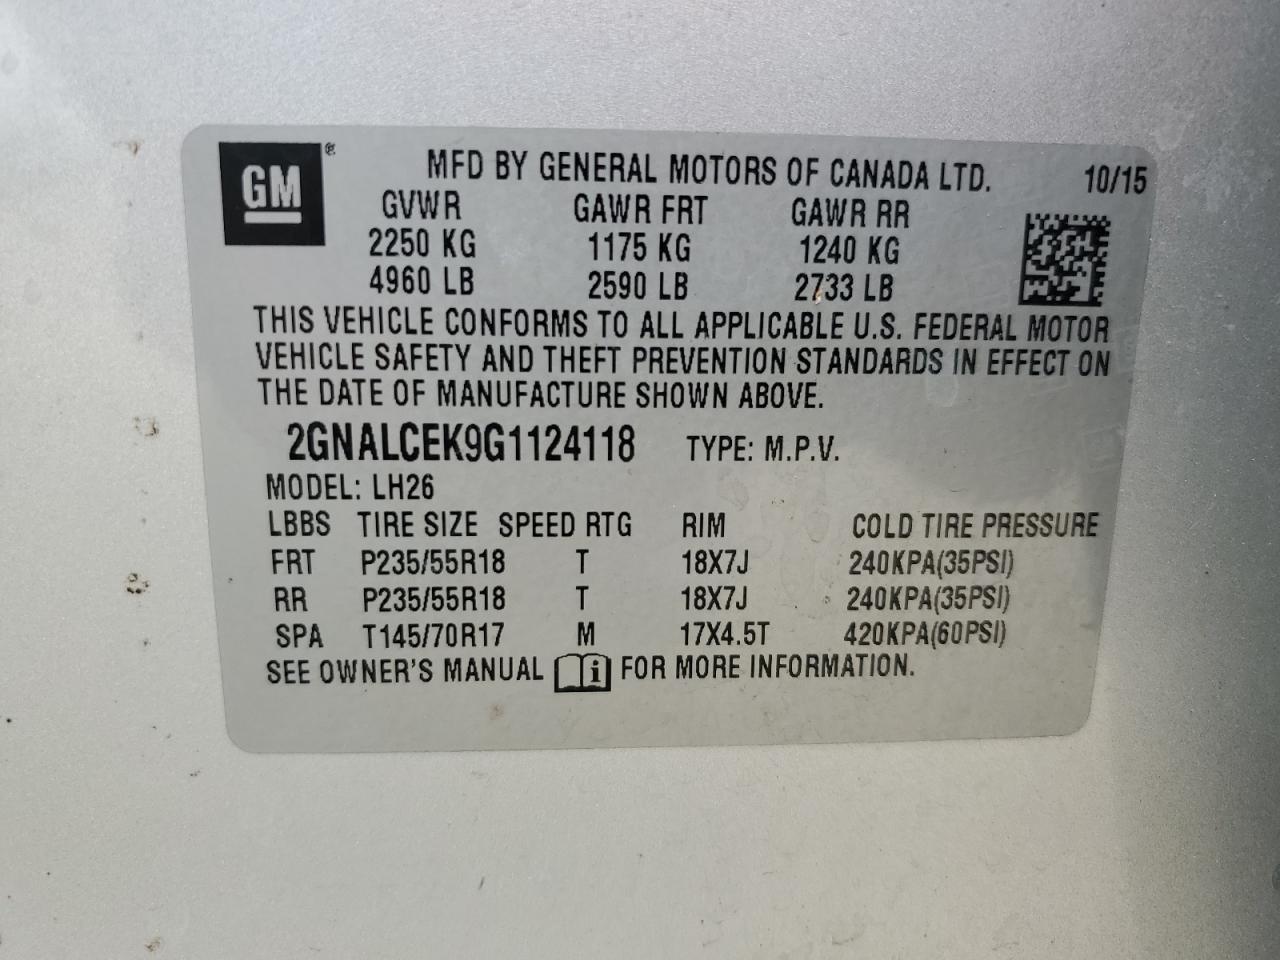 GM® MFD BY GENERAL MOTORS OF CANADA LTD. 10/15
GVWR GAWR FRT GAWR RR
2250 KG 1175 KG 1240 KG
4960 LB 2590 LB 2733 LB
THIS VEHICLE CONFORMS TO ALL APPLICABLE U.S. FEDERAL MOTOR
VEHICLE SAFETY AND THEFT PREVENTION STANDARDS IN EFFECT ON
THE DATE OF MANUFACTURE SHOWN ABOVE.
2GNALCEK9G1124118 TYPE: M.P.V.
MODEL: LH26
LBBS TIRE SIZE SPEED RTG RIM COLD TIRE PRESSURE
FRT P235/55R18 T 18X7J 240KPA(35PSI)
RR P235/55R18 T 18X7J 240KPA(35PSI)
SPA T145/70R17 M 17X4.5T 420KPA(60PSI)
SEE OWNER'S MANUAL i FOR MORE INFORMATION.